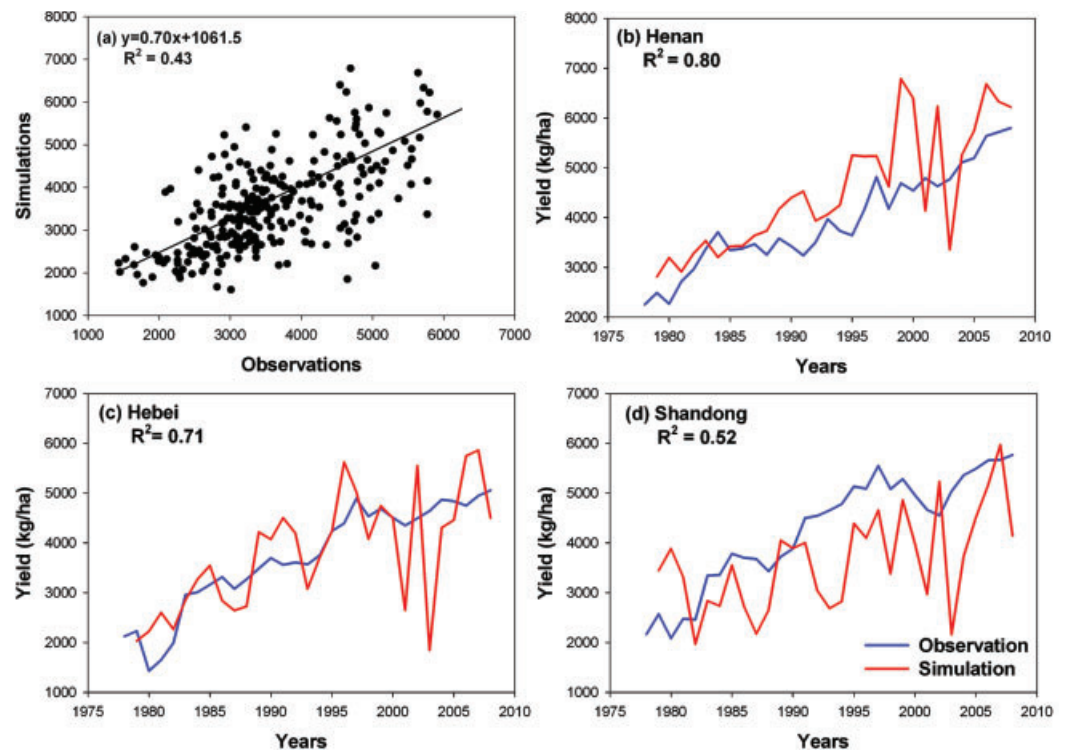 8000
7000
6000
5000
4000
3000
2000
1000
Simulations
(a) y=0.70x+1061.5
R² = 0.43
1000 2000 3000 4000 5000 6000 7000
Observations
8000
7000
6000
5000
4000
3000
2000
Yield (kg/ha)
(b) Henan
R² = 0.80
1975 1980 1985 1990 1995 2000 2005 2010
Years
7000
6000
5000
4000
3000
2000
1000
Yield (kg/ha)
(c) Hebei
R²= 0.71
1975 1980 1985 1990 1995 2000 2005 2010
Years
7000
6000
5000
4000
3000
2000
1000
Yield (kg/ha)
(d) Shandong
R² = 0.52
Observation
Simulation
1975 1980 1985 1990 1995 2000 2005 2010
Years